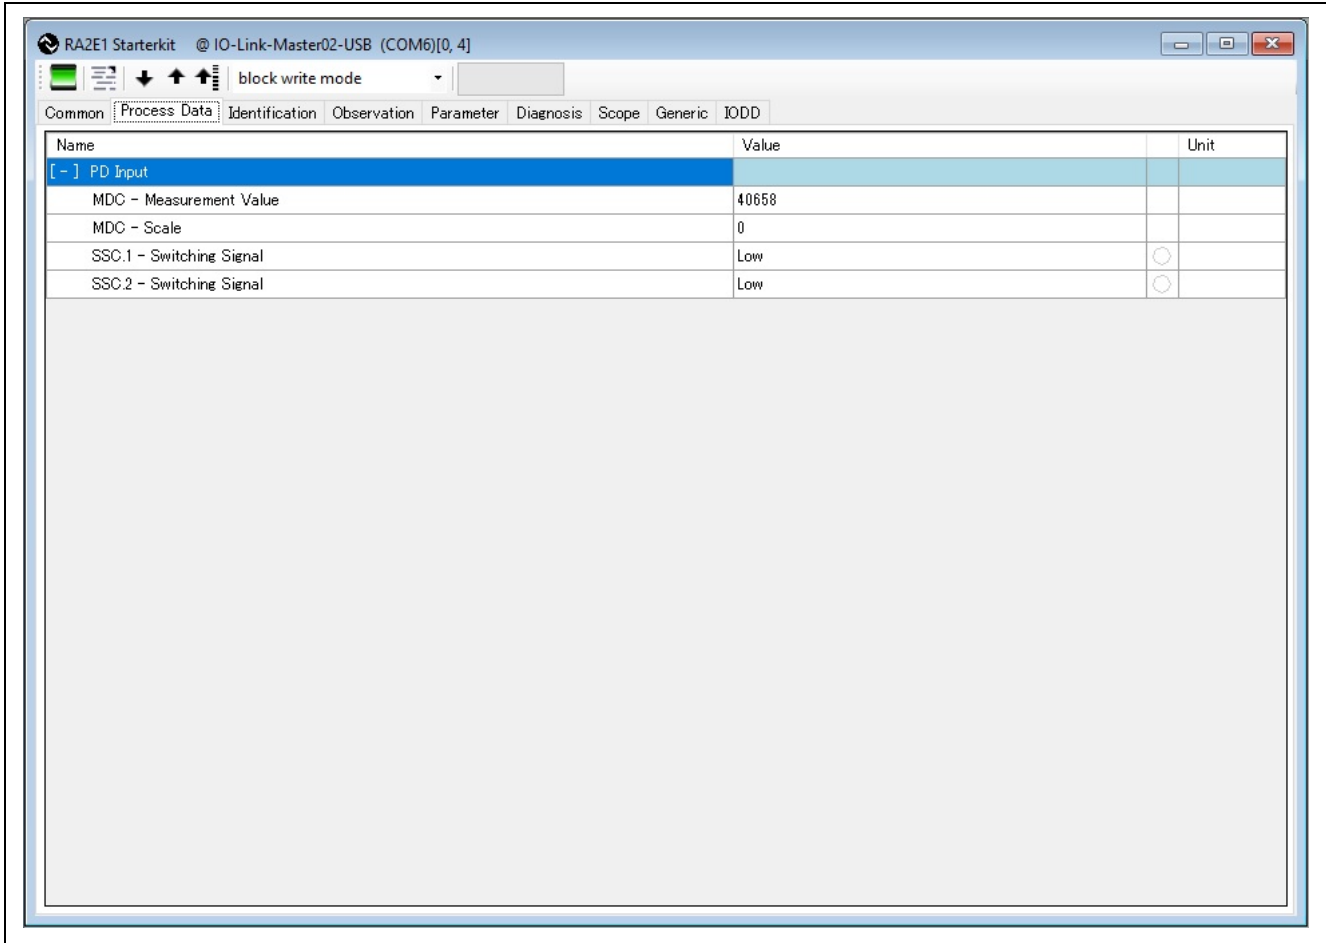 RA2E1 Starterkit @ IO-Link-Master02-USB (COM6)[0, 4]
block write mode
Common Process Data Identification Observation Parameter Diagnosis Scope Generic IODD
Name Value Unit
[-] PD Input
MDC - Measurement Value 40658
MDC - Scale 0
SSC.1 - Switching Signal Low
SSC.2 - Switching Signal Low